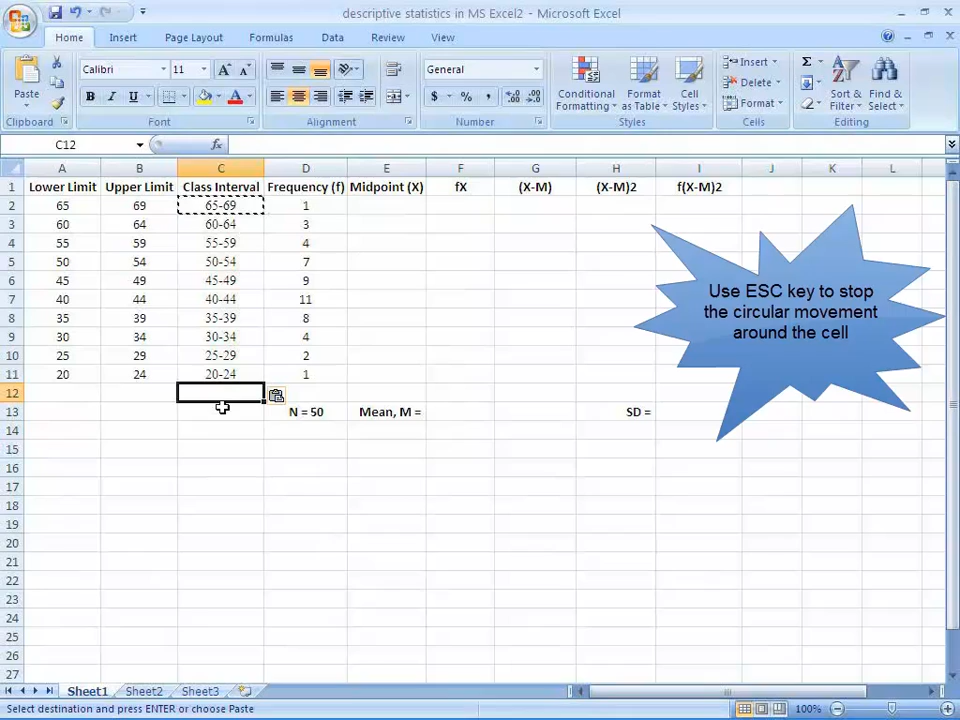 descriptive statistics in MS Excel2 - Microsoft Excel
Home Insert Page Layout Formulas Data Review View
Paste Calibri 11 A A General Conditional Formatting Format as Table Cell Styles Insert Delete Format Σ Sort & Filter Find & Select
B I U A $ % ,
Clipboard Font Alignment Number Styles Cells Editing
C12 fx
A B C D E F G H I J K L
1 Lower Limit Upper Limit Class Interval Frequency (f) Midpoint (X) fX (X-M) (X-M)2 f(X-M)2
2 65 69 65-69 1
3 60 64 60-64 3
4 55 59 55-59 4
5 50 54 50-54 7
6 45 49 45-49 9
7 40 44 40-44 11
8 35 39 35-39 8
9 30 34 30-34 4
10 25 29 25-29 2
11 20 24 20-24 1
12
13 N = 50 Mean, M = SD =
14
15
16
17
18
19
20
21
22
23
24
25
26
27
Use ESC key to stop
the circular movement
around the cell
Sheet1 Sheet2 Sheet3
Select destination and press ENTER or choose Paste 100%